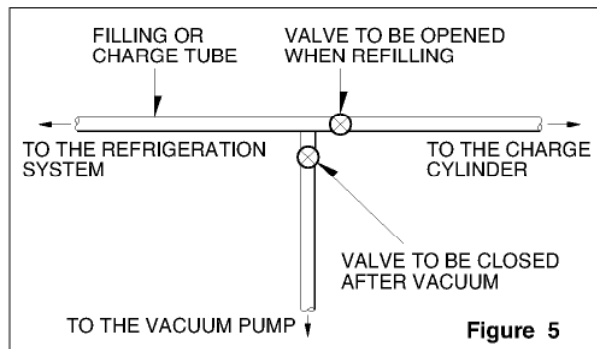 FILLING OR
CHARGE TUBE
VALVE TO BE OPENED
WHEN REFILLING
TO THE REFRIGERATION
SYSTEM
TO THE CHARGE
CYLINDER
VALVE TO BE CLOSED
AFTER VACUUM
TO THE VACUUM PUMP
Figure 5